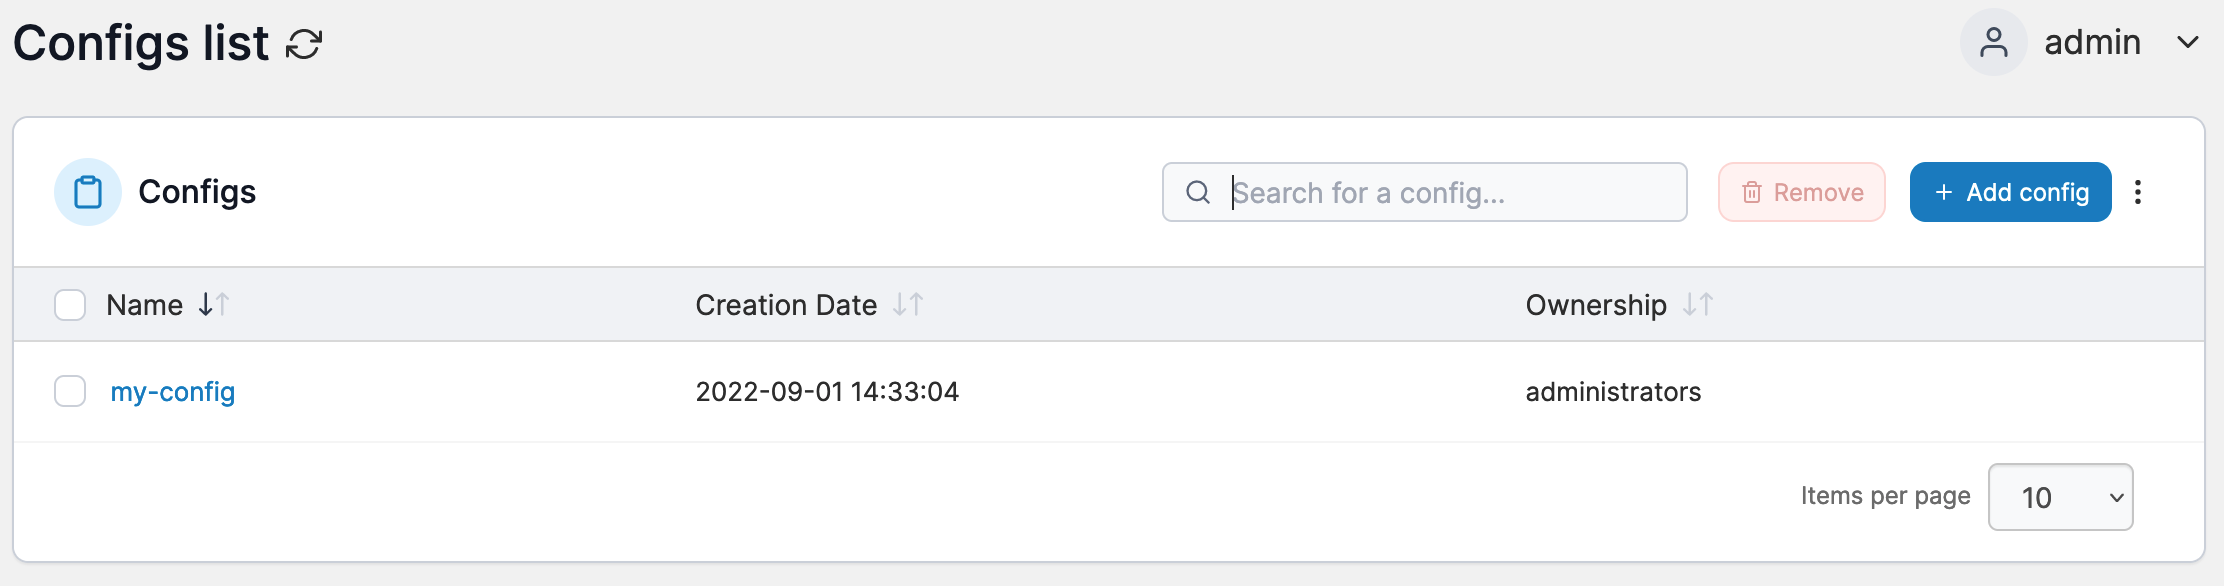 Configs list
admin
Configs
Search for a config...
Remove
+ Add config
Name
Creation Date
Ownership
my-config
2022-09-01 14:33:04
administrators
Items per page
10